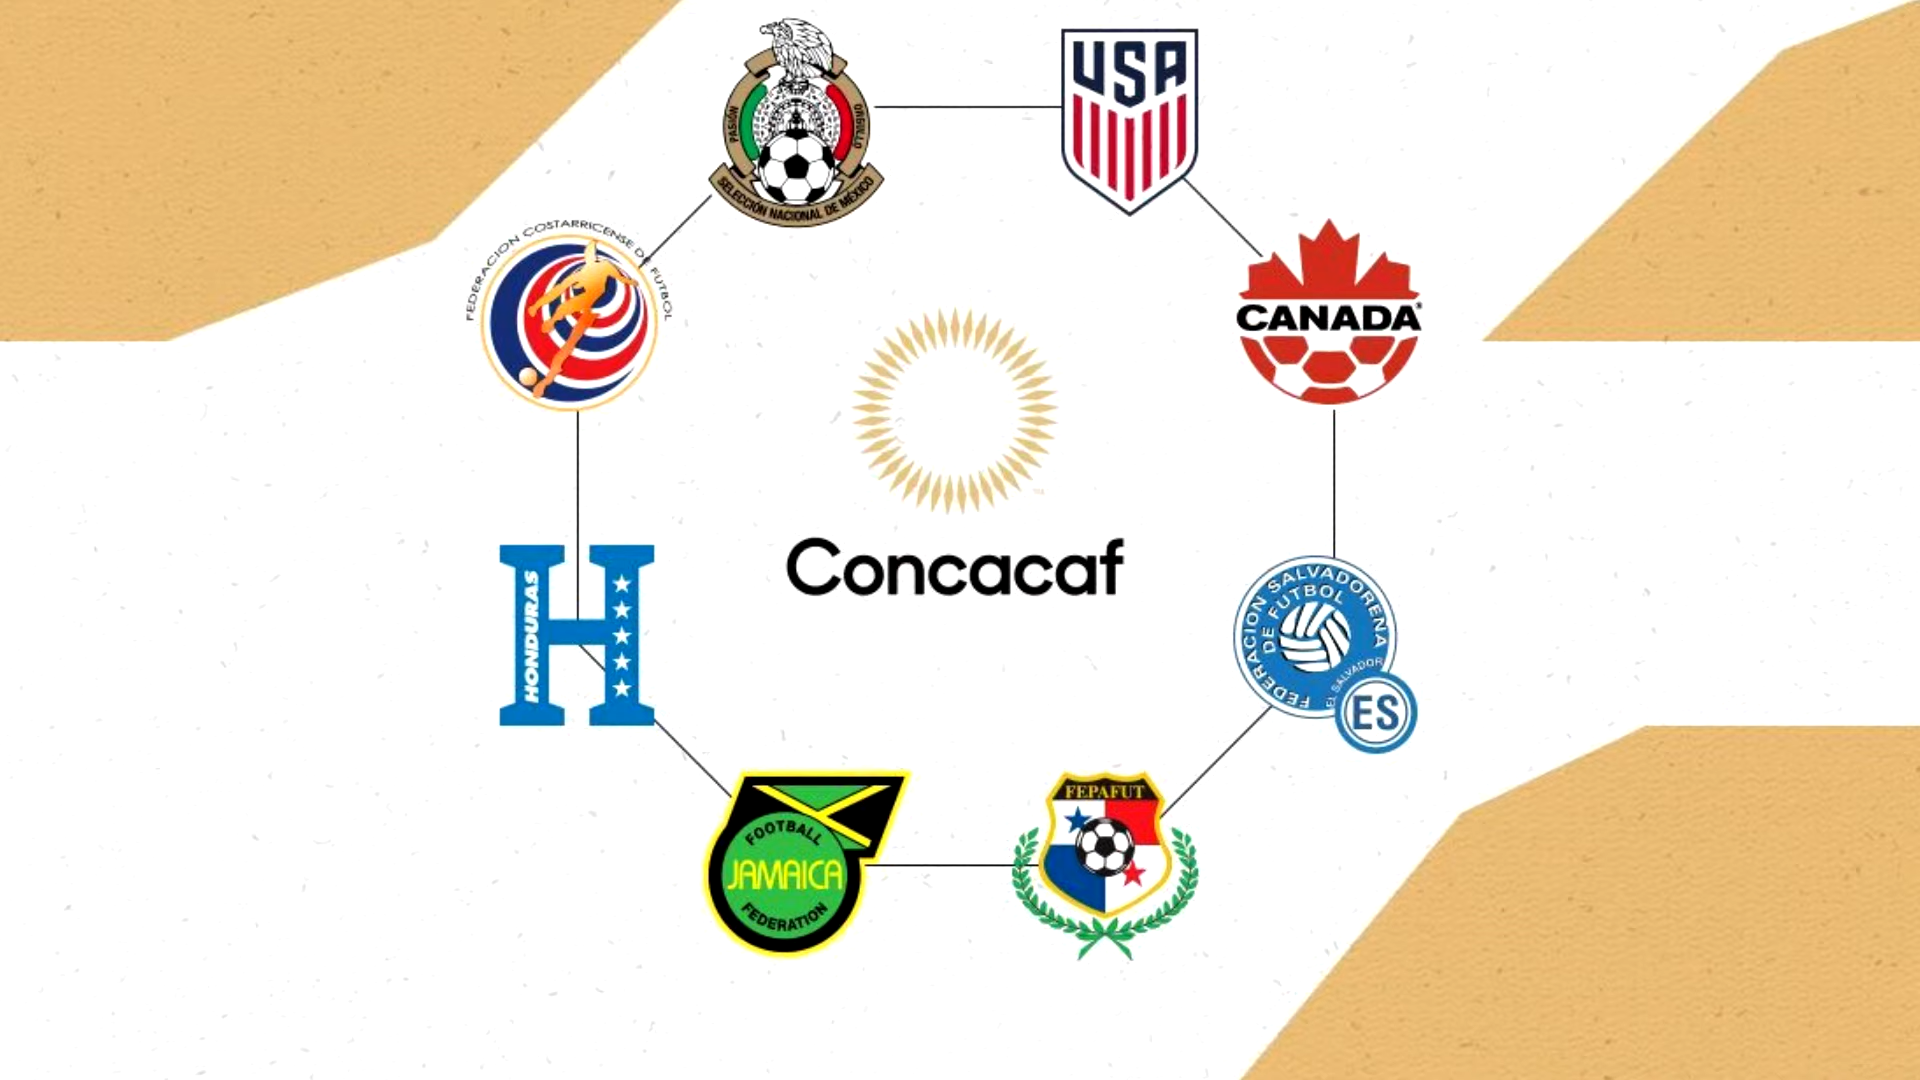 USA
PASIÓN
ORGULLO
SELECCIÓN NACIONAL DE MÉXICO
FEDERACION COSTARRICENSE DE FUTBOL
CANADA
Concacaf
HONDURAS
FEDERACION SALVADOREÑA
DE FUTBOL
EL SALVADOR
ES
FOOTBALL
JAMAICA
FEDERATION
FEPAFUT